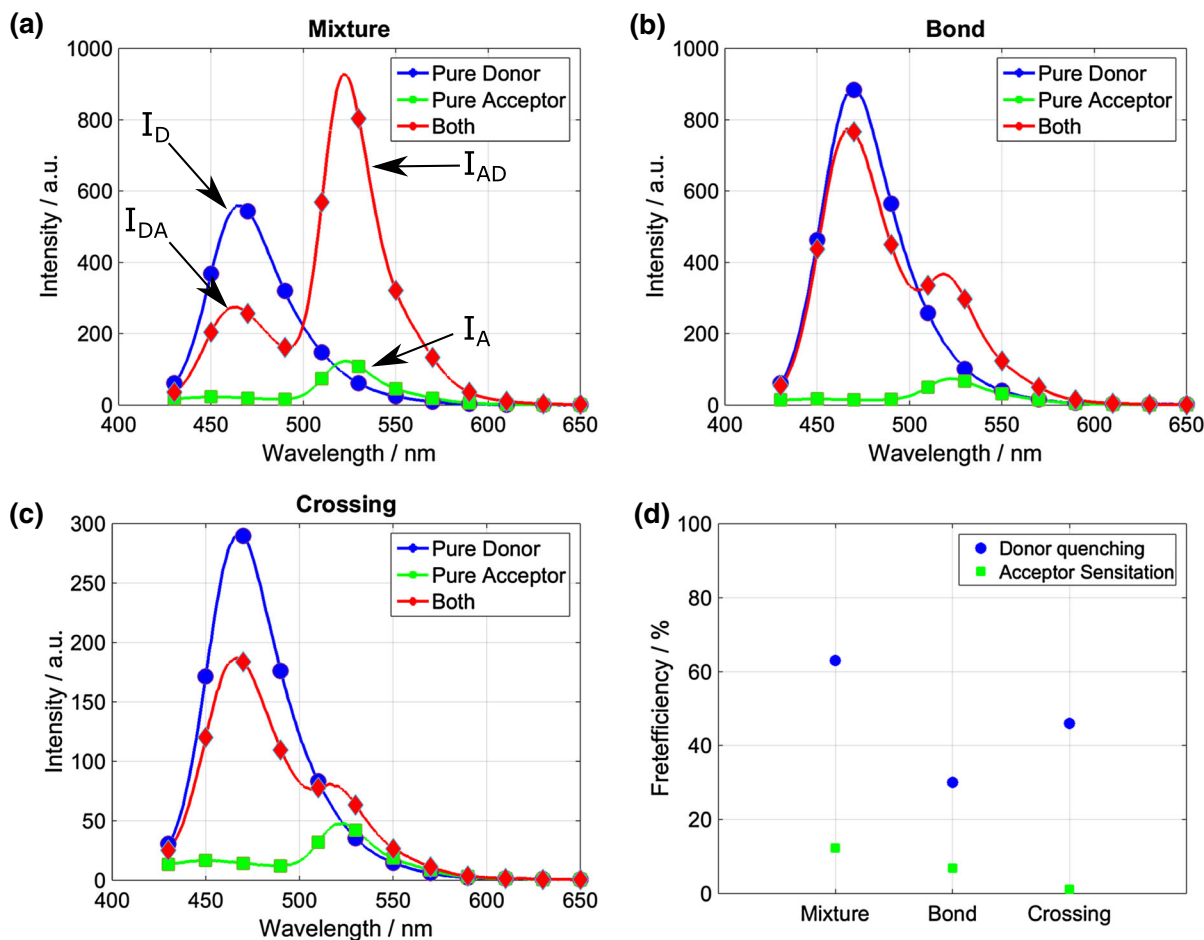 (a)
Mixture
1000
800
600
400
200
0
400
450
500
550
600
650
Intensity / a.u.
Wavelength / nm
Pure Donor
Pure Acceptor
Both
I_D
I_DA
I_AD
I_A
(b)
Bond
1000
800
600
400
200
0
400
450
500
550
600
650
Intensity / a.u.
Wavelength / nm
Pure Donor
Pure Acceptor
Both
(c)
Crossing
300
250
200
150
100
50
0
400
450
500
550
600
650
Intensity / a.u.
Wavelength / nm
Pure Donor
Pure Acceptor
Both
(d)
100
80
60
40
20
0
Fretefficiency / %
Mixture
Bond
Crossing
Donor quenching
Acceptor Sensitation